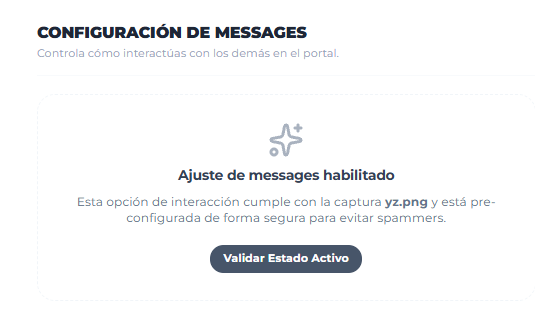 CONFIGURACIÓN DE MESSAGES
Controla cómo interactúas con los demás en el portal.
Ajuste de messages habilitado
Esta opción de interacción cumple con la captura yz.png y está pre-
configurada de forma segura para evitar spammers.
Validar Estado Activo